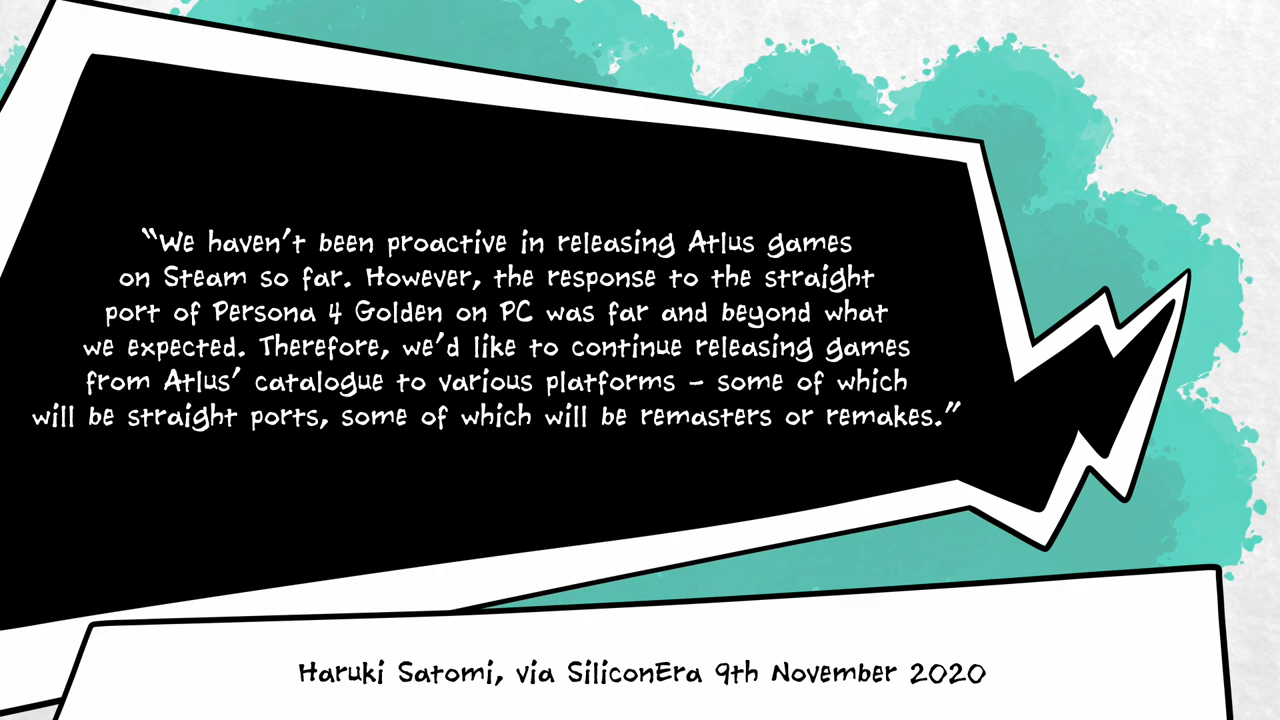 “We haven’t been proactive in releasing Atlus games
on Steam so far. However, the response to the straight
port of Persona 4 Golden on PC was far and beyond what
we expected. Therefore, we’d like to continue releasing games
from Atlus’ catalogue to various platforms – some of which
will be straight ports, some of which will be remasters or remakes.”
Haruki Satomi, via SiliconEra 9th November 2020